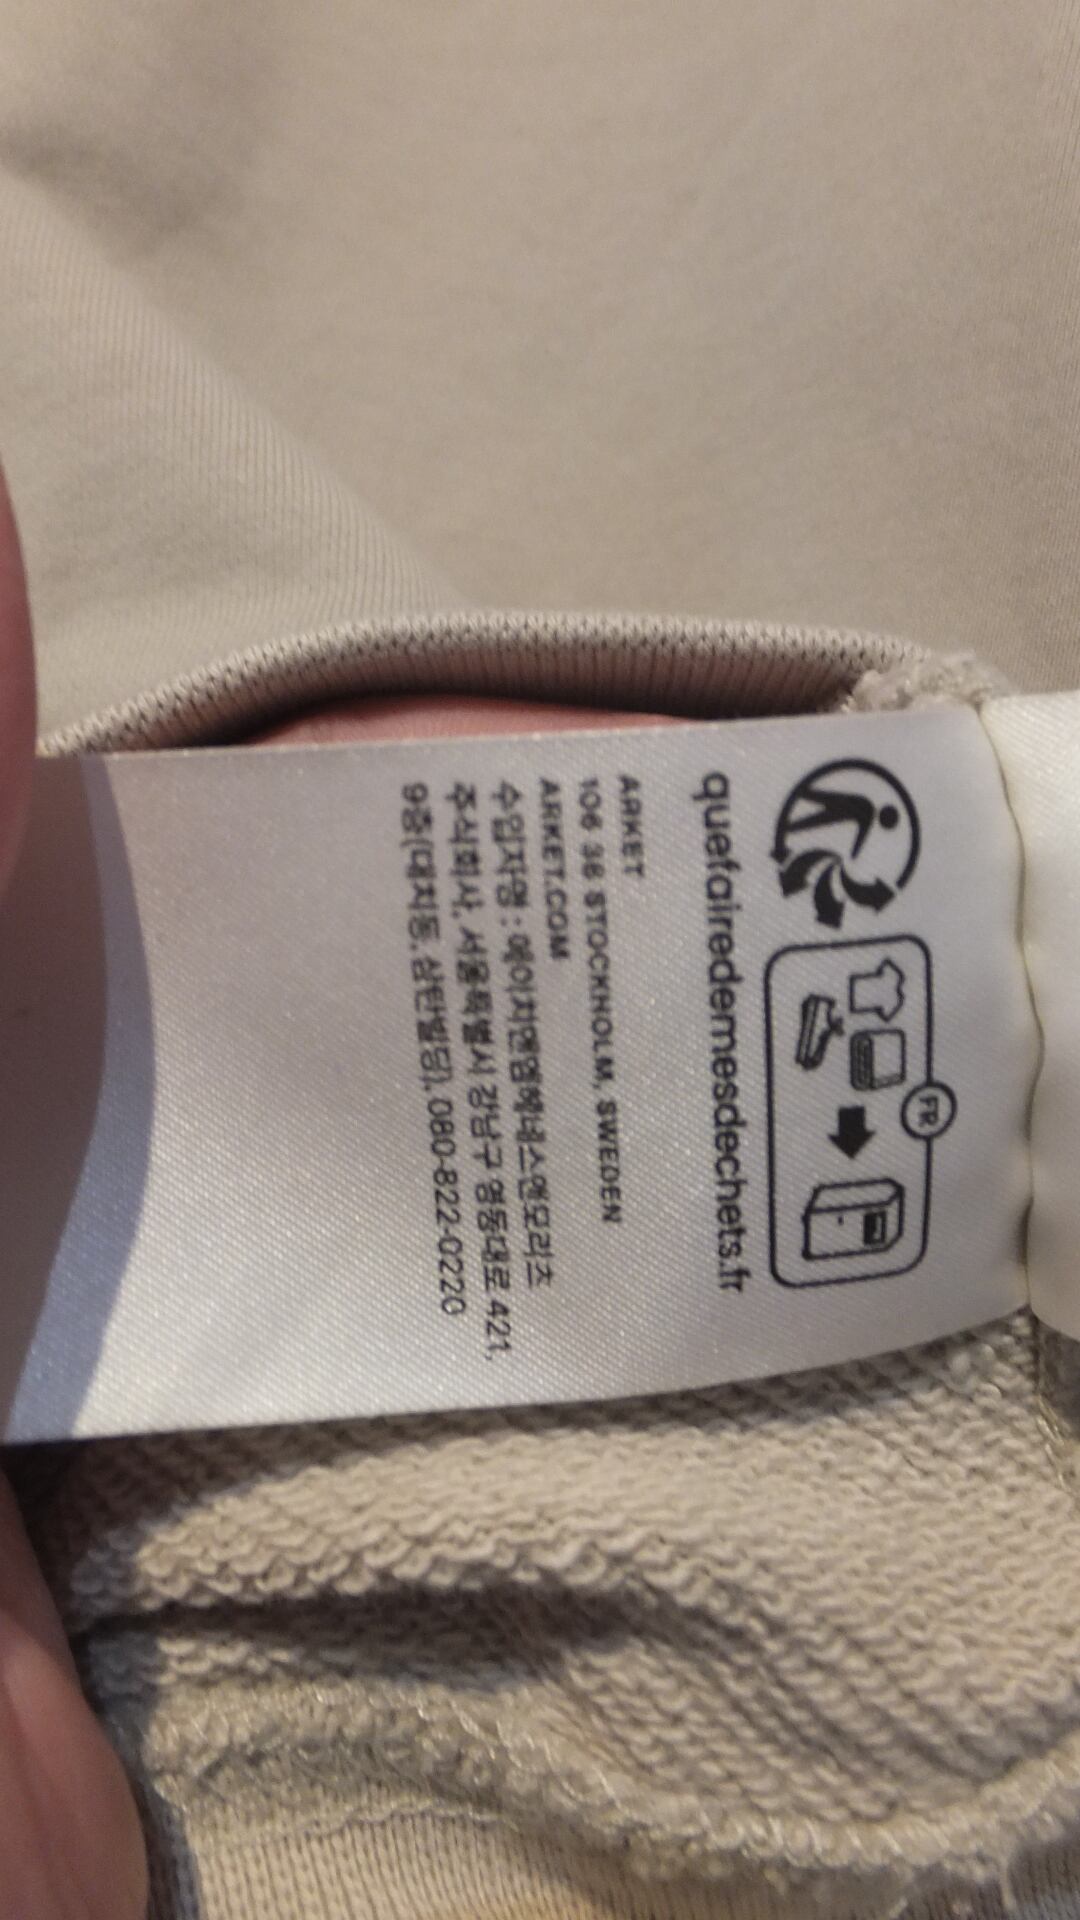 FR
quefairedemesdechets.fr
ARKET
106 38 STOCKHOLM, SWEDEN
ARKET.COM
수입자명 : 에이치앤엠헤네스앤모리츠
주식회사, 서울특별시 강남구 영동대로 421,
9층(대치동, 삼탄빌딩), 080-822-0220